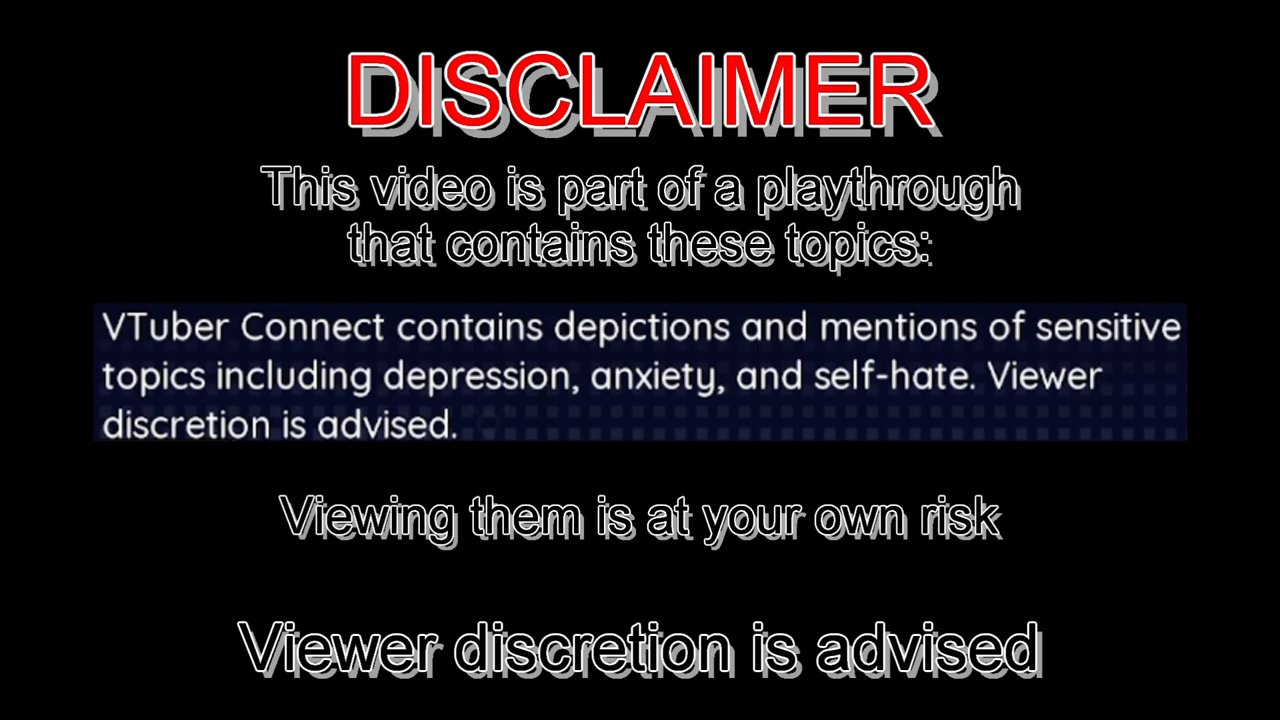 DISCLAIMER
This video is part of a playthrough
that contains these topics:
VTuber Connect contains depictions and mentions of sensitive
topics including depression, anxiety, and self-hate. Viewer
discretion is advised.
Viewing them is at your own risk
Viewer discretion is advised